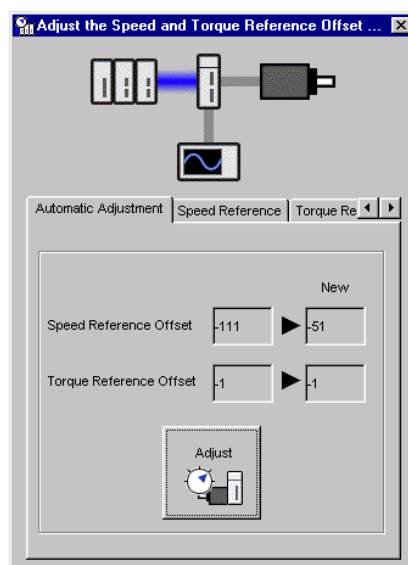 Adjust the Speed and Torque Reference Offset ...
Automatic Adjustment Speed Reference Torque Re
New
Speed Reference Offset -111 -51
Torque Reference Offset -1 -1
Adjust